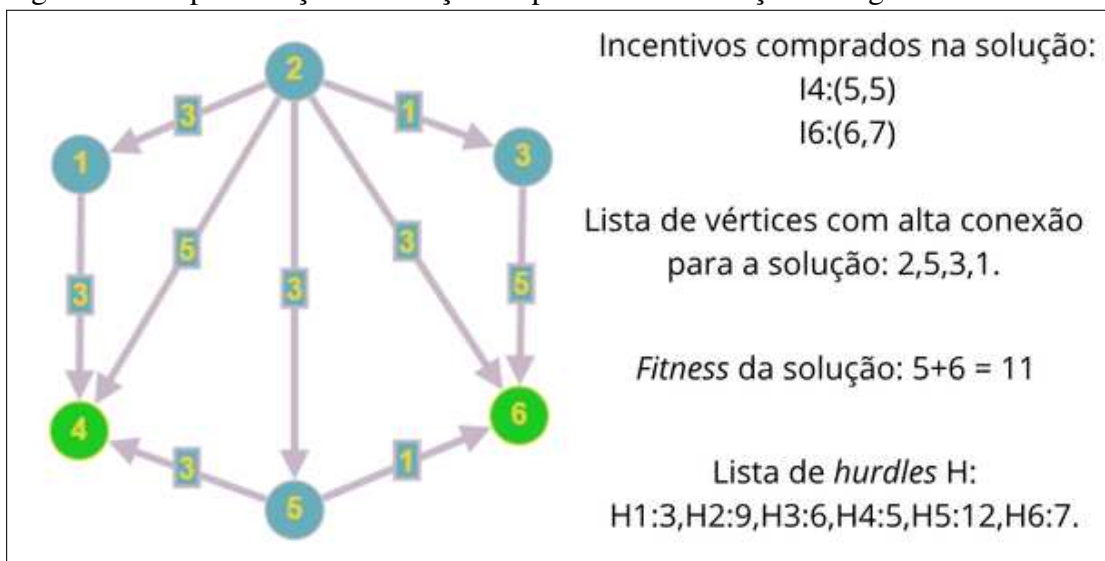 2
3
1
1
3
5
3
3
3
5
4
6
3
1
5
Incentivos comprados na solução:
I4:(5,5)
I6:(6,7)
Lista de vértices com alta conexão
para a solução: 2,5,3,1.
Fitness da solução: 5+6 = 11
Lista de hurdles H:
H1:3,H2:9,H3:6,H4:5,H5:12,H6:7.